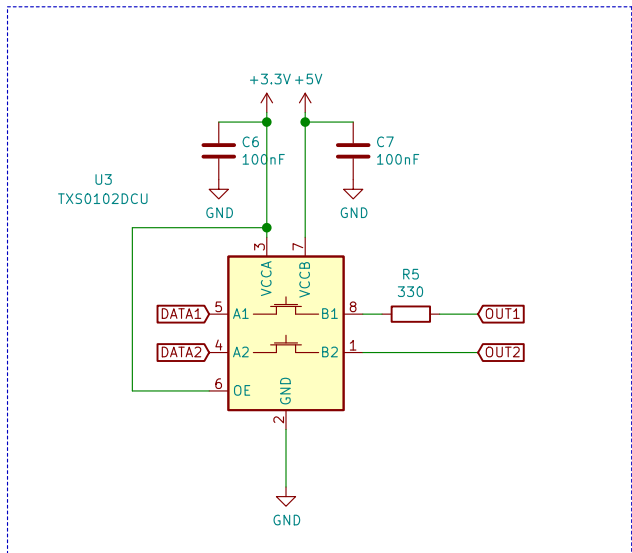 +3.3V +5V
C6
100nF
C7
100nF
GND
GND
U3
TXS0102DCU
3
7
VCCA
VCCB
R5
330
DATA1
5
A1
B1
8
OUT1
DATA2
4
A2
B2
1
OUT2
6
OE
GND
2
GND